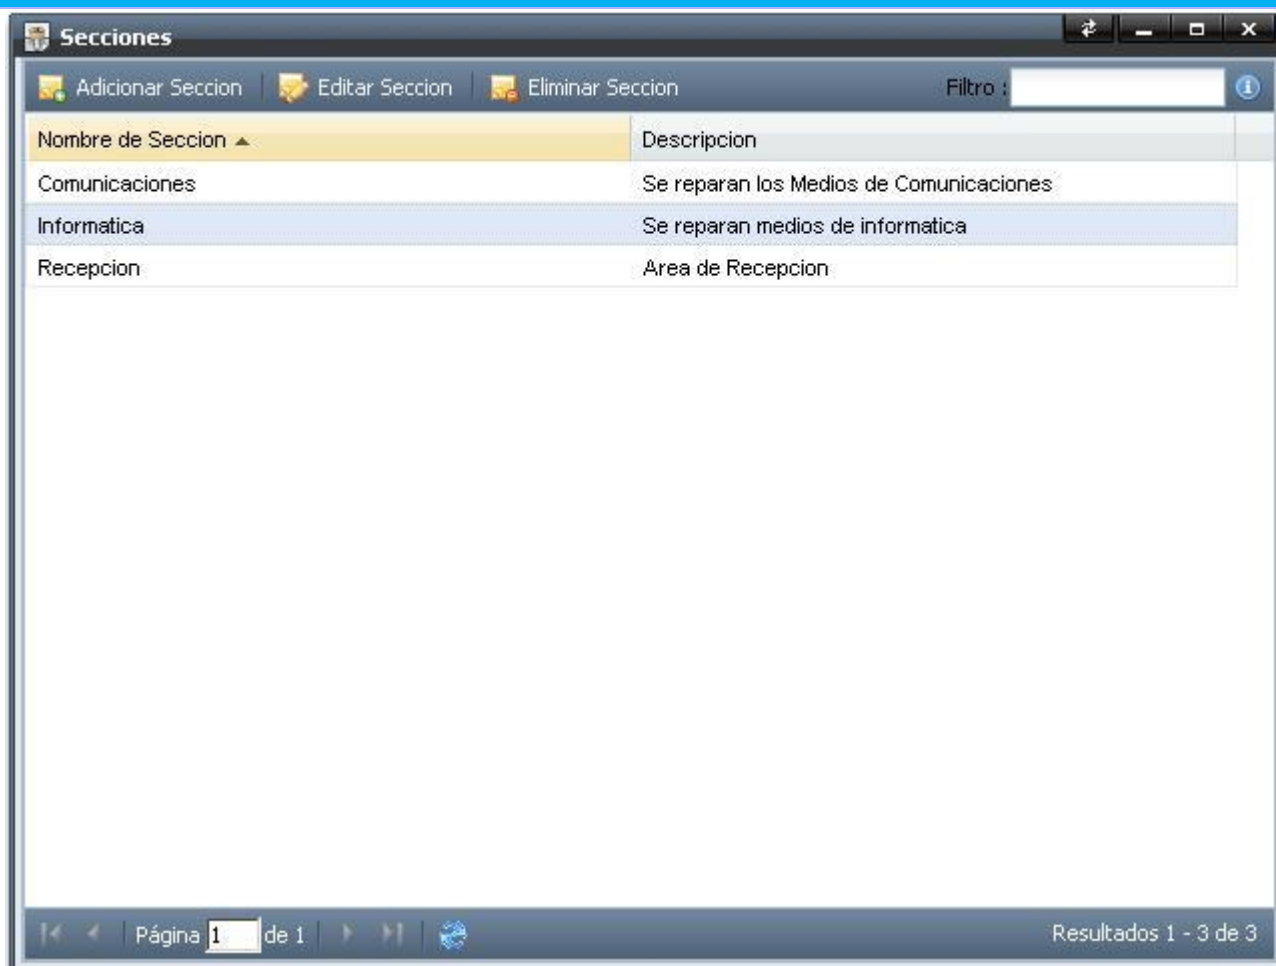 Secciones
Adicionar Seccion Editar Seccion Eliminar Seccion Filtro :
Nombre de Seccion Descripcion
Comunicaciones Se reparan los Medios de Comunicaciones
Informatica Se reparan medios de informatica
Recepcion Area de Recepcion
Página 1 de 1 Resultados 1 - 3 de 3